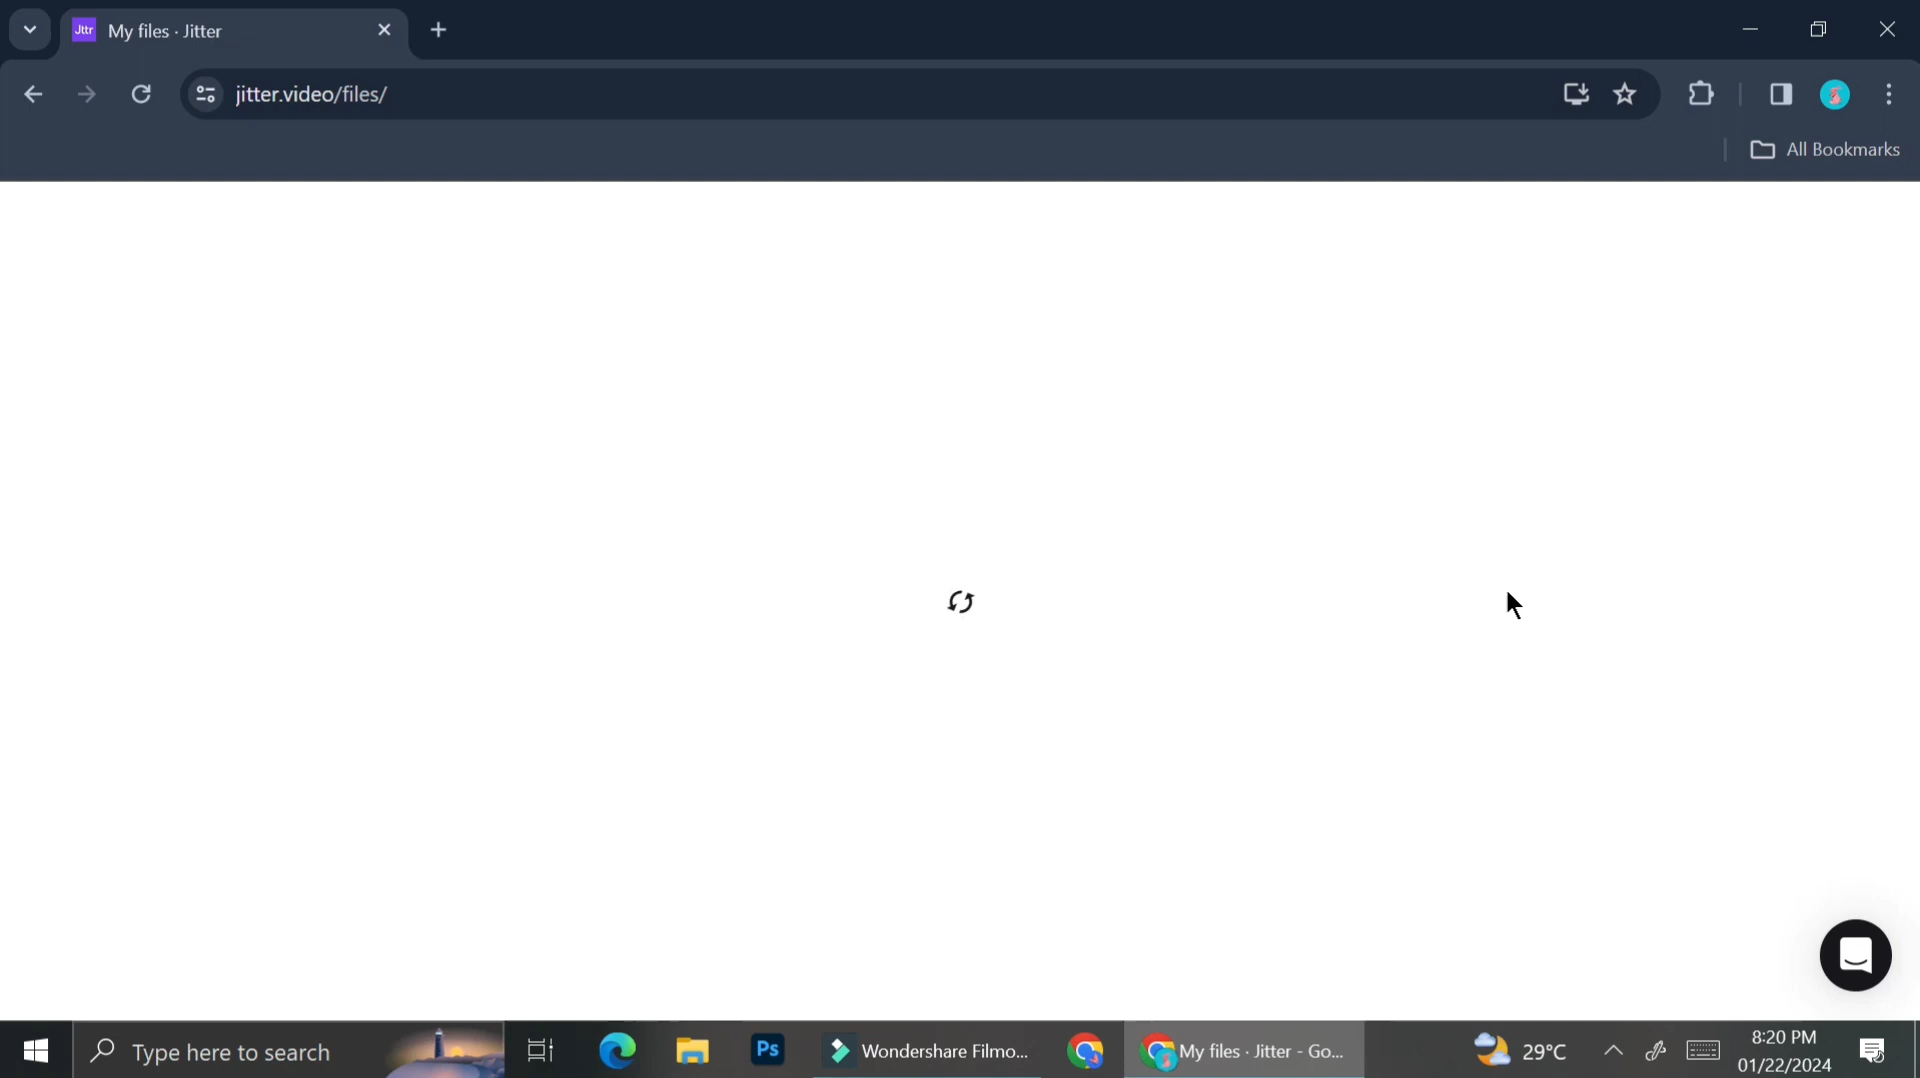 Jttr My files · Jitter
jitter.video/files/
All Bookmarks
Type here to search
Ps
Wondershare Filmo...
My files · Jitter - Go...
29°C
8:20 PM
01/22/2024